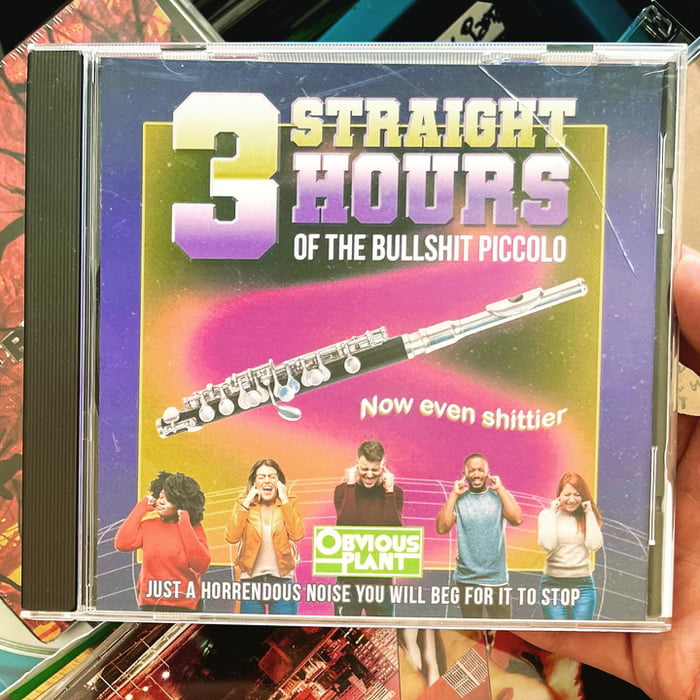 3 STRAIGHT
HOURS
OF THE BULLSHIT PICCOLO
Now even shittier
OBVIOUS
PLANT
JUST A HORRENDOUS NOISE YOU WILL BEG FOR IT TO STOP